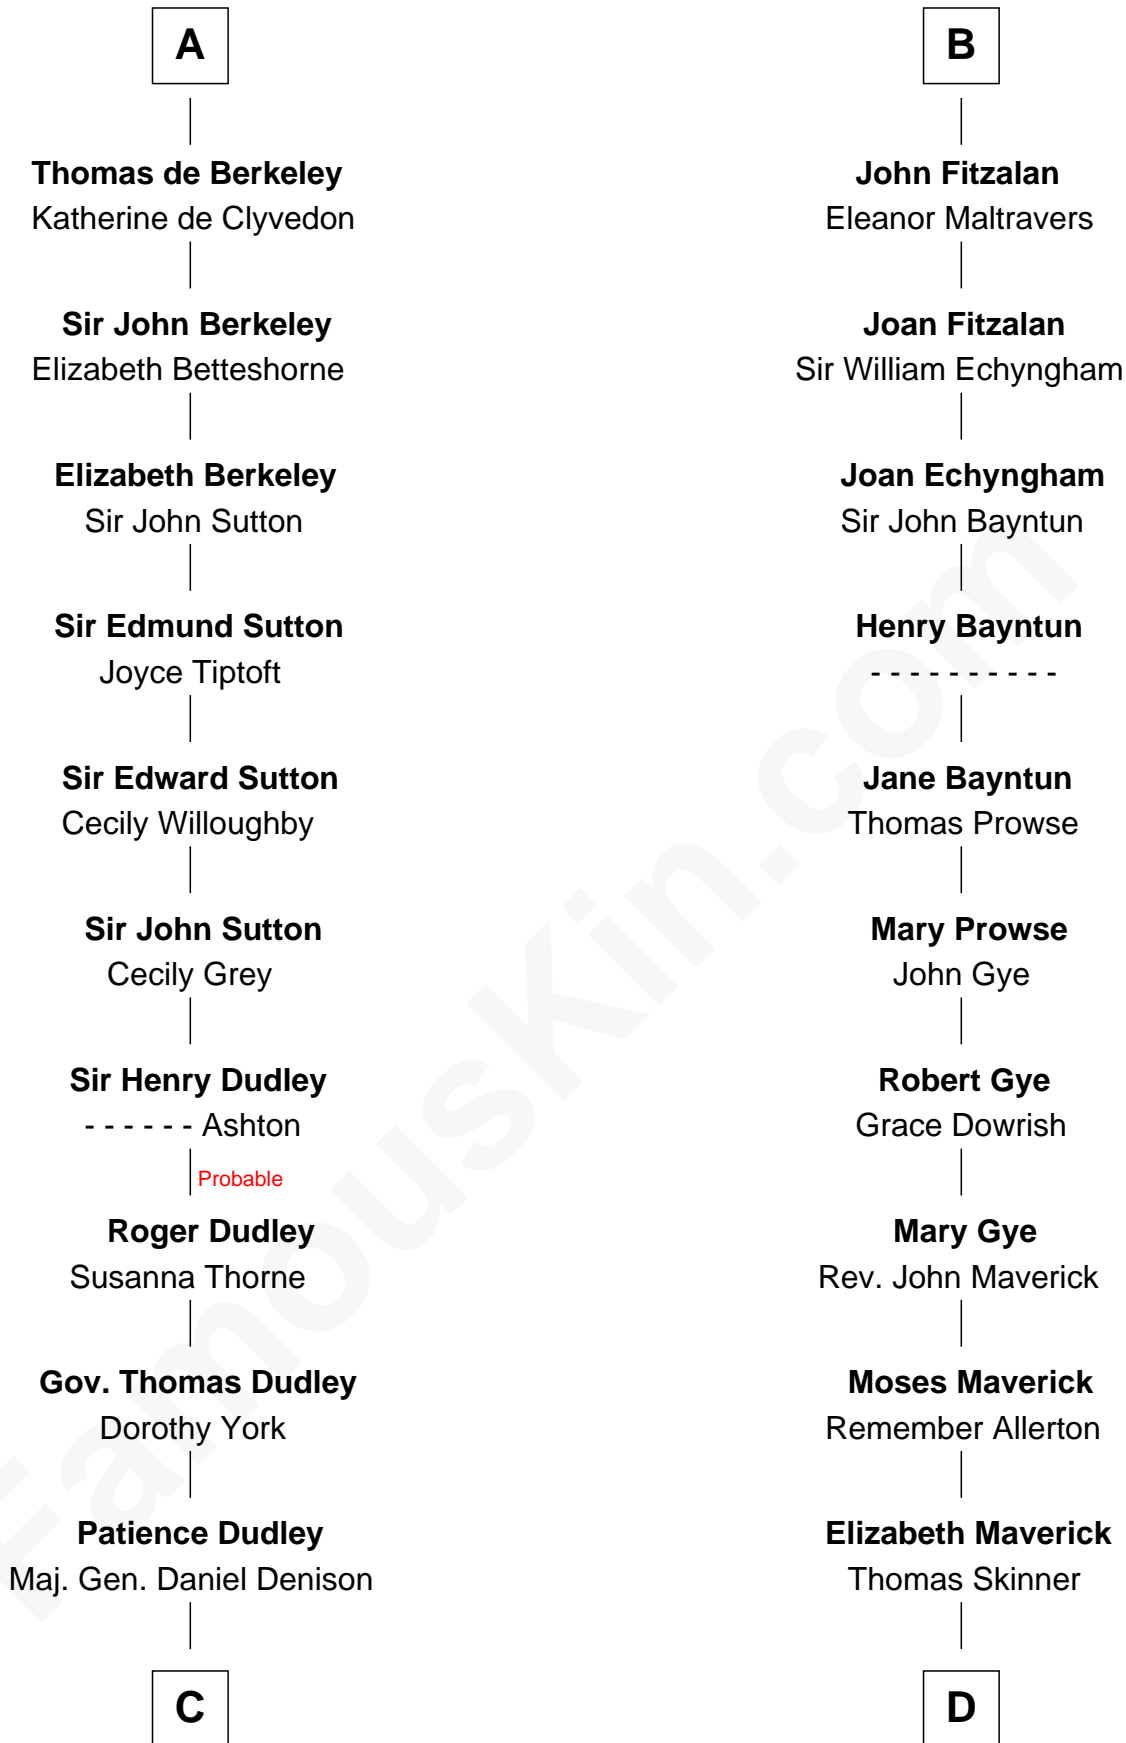 A
Thomas de Berkeley
Katherine de Clyvedon
Sir John Berkeley
Elizabeth Betteshorne
Elizabeth Berkeley
Sir John Sutton
Sir Edmund Sutton
Joyce Tiptoft
Sir Edward Sutton
Cecily Willoughby
Sir John Sutton
Cecily Grey
Sir Henry Dudley
- - - - - - Ashton
Probable
Roger Dudley
Susanna Thorne
Gov. Thomas Dudley
Dorothy York
Patience Dudley
Maj. Gen. Daniel Denison
C
B
John Fitzalan
Eleanor Maltravers
Joan Fitzalan
Sir William Echyngham
Joan Echyngham
Sir John Bayntun
Henry Bayntun
- - - - - - - - - -
Jane Bayntun
Thomas Prowse
Mary Prowse
John Gye
Robert Gye
Grace Dowrish
Mary Gye
Rev. John Maverick
Moses Maverick
Remember Allerton
Elizabeth Maverick
Thomas Skinner
D
FamousKin.com